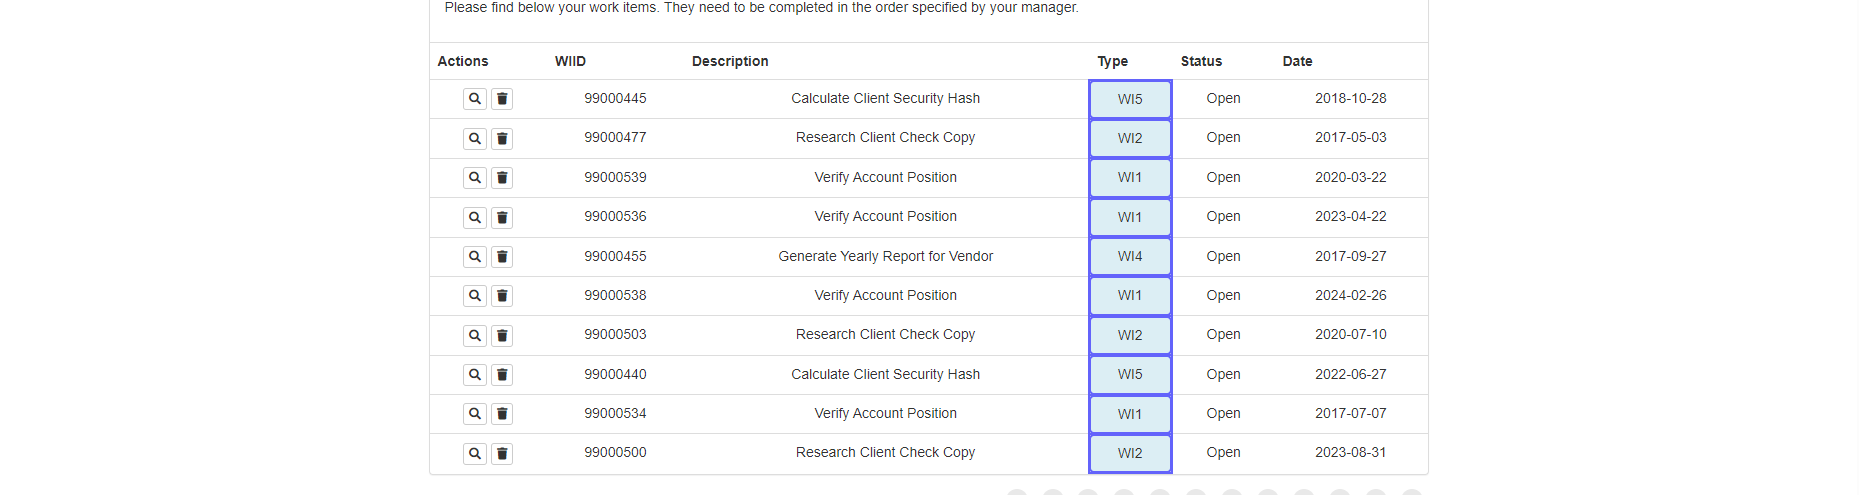 Please find below your work items. They need to be completed in the order specified by your manager.
Actions WIID Description Type Status Date
99000445 Calculate Client Security Hash WI5 Open 2018-10-28
99000477 Research Client Check Copy WI2 Open 2017-05-03
99000539 Verify Account Position WI1 Open 2020-03-22
99000536 Verify Account Position WI1 Open 2023-04-22
99000455 Generate Yearly Report for Vendor WI4 Open 2017-09-27
99000538 Verify Account Position WI1 Open 2024-02-26
99000503 Research Client Check Copy WI2 Open 2020-07-10
99000440 Calculate Client Security Hash WI5 Open 2022-06-27
99000534 Verify Account Position WI1 Open 2017-07-07
99000500 Research Client Check Copy WI2 Open 2023-08-31